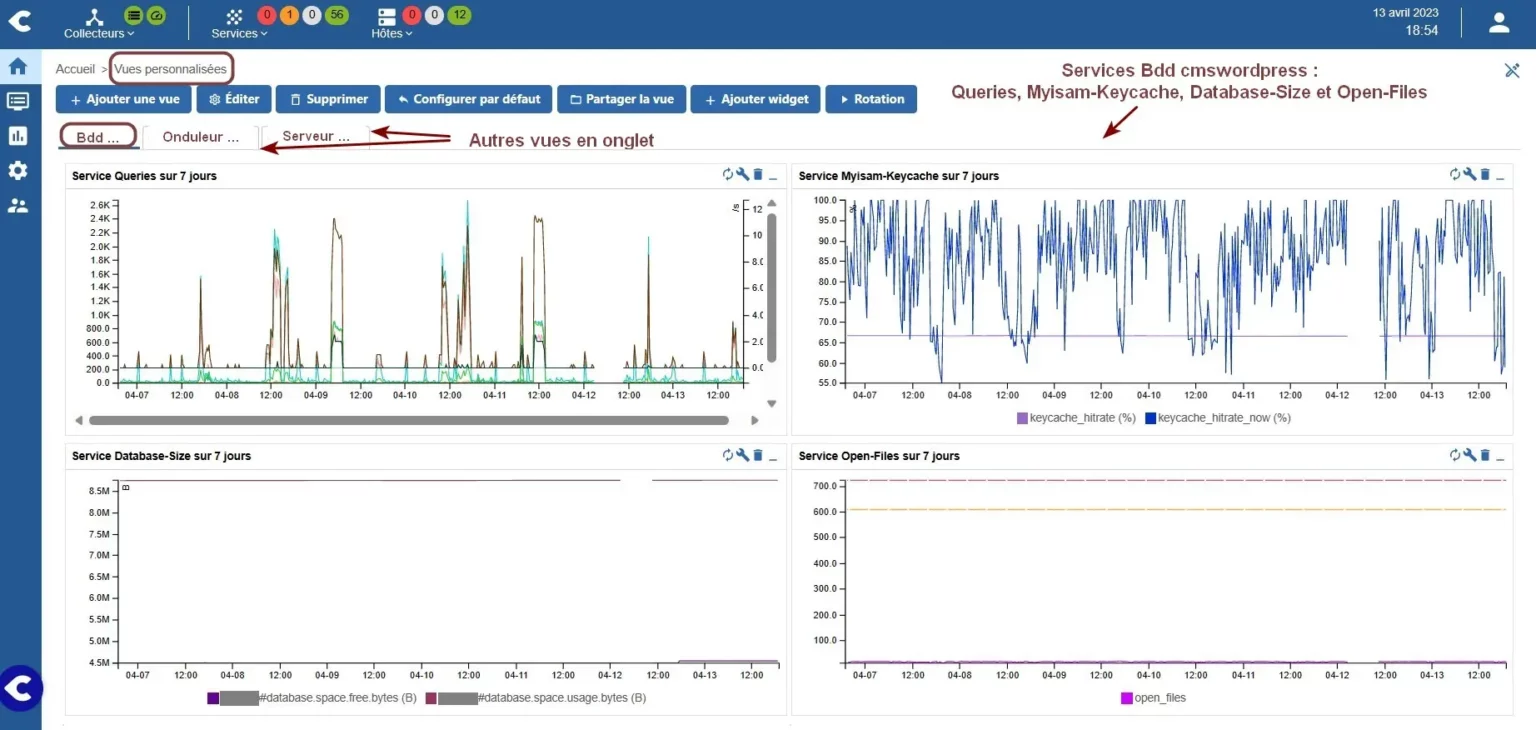 0 1 0 56 0 0 12
Collecteurs Services Hôtes
13 avril 2023
18:54
Accueil > Vues personnalisées
Services Bdd cmswordpress :
Queries, Myisam-Keycache, Database-Size et Open-Files
+ Ajouter une vue Éditer Supprimer Configurer par défaut Partager la vue + Ajouter widget Rotation
Bdd ... Onduleur ... Serveur ... Autres vues en onglet
Service Queries sur 7 jours
2.6K
2.4K
2.2K
2.0K
1.8K
1.6K
1.4K
1.2K
1.0K
800.0
600.0
400.0
200.0
0.0
/s
12
10
8.0
6.0
4.0
2.0
0.0
04-07 12:00 04-08 12:00 04-09 12:00 04-10 12:00 04-11 12:00 04-12 12:00 04-13 12:00
Service Myisam-Keycache sur 7 jours
%
100.0
95.0
90.0
85.0
80.0
75.0
70.0
65.0
60.0
55.0
04-07 12:00 04-08 12:00 04-09 12:00 04-10 12:00 04-11 12:00 04-12 12:00 04-13 12:00
keycache_hitrate (%) keycache_hitrate_now (%)
Service Database-Size sur 7 jours
B
8.5M
8.0M
7.5M
7.0M
6.5M
6.0M
5.5M
5.0M
4.5M
04-07 12:00 04-08 12:00 04-09 12:00 04-10 12:00 04-11 12:00 04-12 12:00 04-13 12:00
#database.space.free.bytes (B) #database.space.usage.bytes (B)
Service Open-Files sur 7 jours
700.0
600.0
500.0
400.0
300.0
200.0
100.0
04-07 12:00 04-08 12:00 04-09 12:00 04-10 12:00 04-11 12:00 04-12 12:00 04-13 12:00
open_files